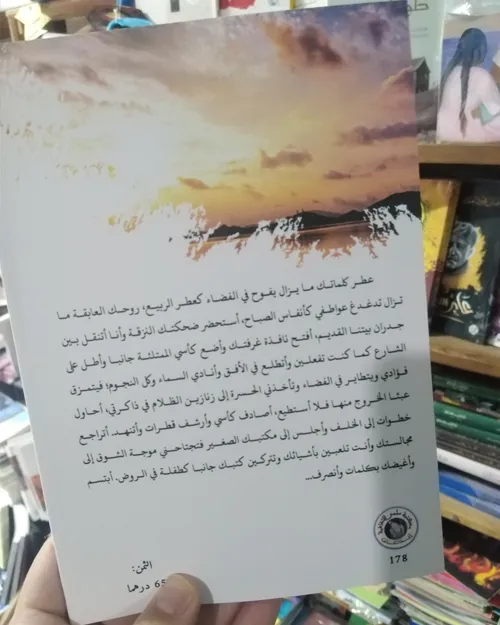 عطر كلماتك ما يزال يفوح في الفضاء كعطر الربيع، روحك العابقة ما
تزال تدغدغ عواطفي كأنفاس الصباح، أستحضر ضحكتك النزقة وأنا أتنقل بين
جدران بيتنا القديم، أفتح نافذة غرفتك وأضع كأسي الممتلئة جانبا وأطل على
الشارع كما كنت تفعلين وأتطلع في الأفق وأنادي السماء وكل النجوم؛ فيتمزق
فؤادي ويتطاير في الفضاء وتأخذني الحسرة إلى زنازين الظلام في ذاكرتي، أحاول
عبثا الخروج منها فلا أستطيع، أصادف كأسي وأرشف قطرات وأتنهد. أتراجع
خطوات إلى الخلف وأجلس إلى مكتبك الصغير فتجتاحني موجة الشوق إلى
مجالستك وأنت تلعبين بأشيائك وتتركين كتبك جانبا كطفلة في الروض. أبتسم
وأغيضك بكلمات وأنصرف...
178
الثمن:
65 درهما